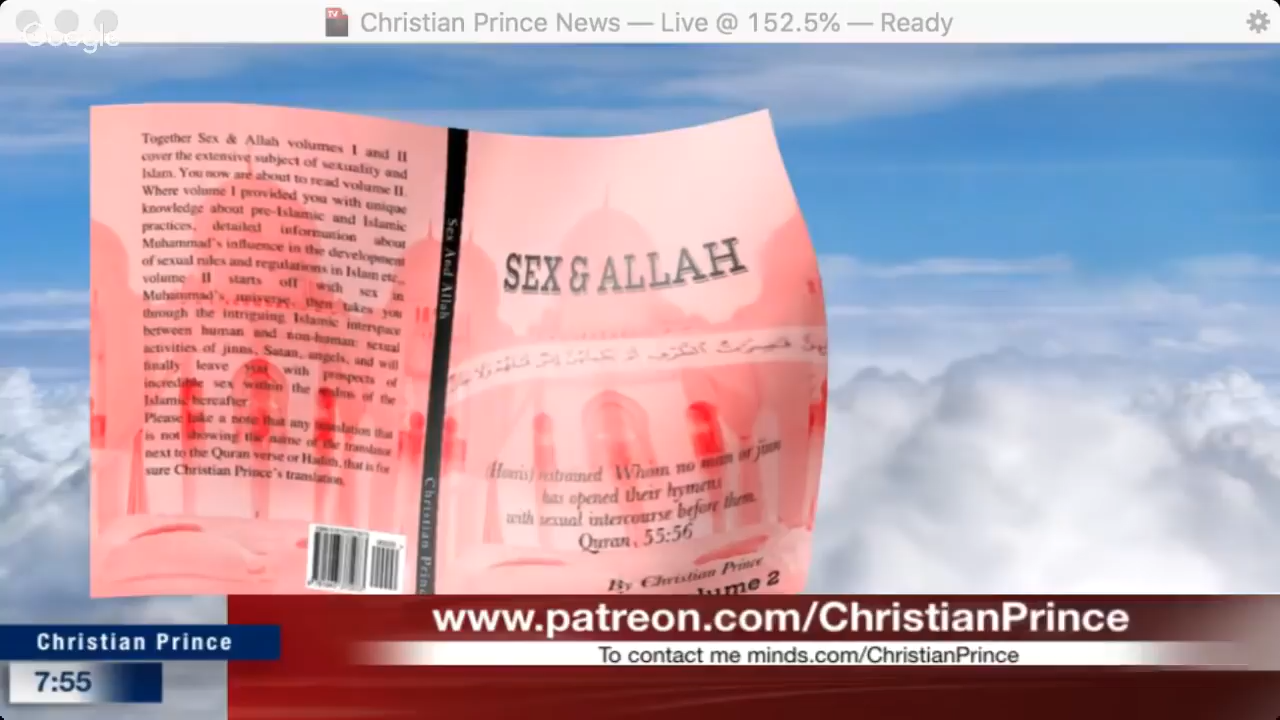 Christian Prince News — Live @ 152.5% — Ready
Google
Together Sex & Allah volumes I and II
cover the extensive subject of sexuality and
Islam. You now are about to read volume II.
Where volume I provided you with unique
knowledge about pre-Islamic and Islamic
practices, detailed information about
Muhammad's influence in the development
of sexual rules and regulations in Islam etc.,
volume II starts off with sex in
Muhammad's universe, then takes you
through the intriguing Islamic interspace
between human and non-human: sexual
activities of jinns, Satan, angels, and will
finally leave you with prospects of
incredible sex within the realms of the
Islamic hereafter.
Please take a note that any translation that
is not showing the name of the translator
next to the Quran verse or Hadith, that is for
sure Christian Prince's translation.
Sex And Allah
Christian Prin
SEX & ALLAH
(Houris) restrained Whom no man or jinn
has opened their hymens
with sexual intercourse before them.
Quran, 55:56
By Christian Prince
lume 2
www.patreon.com/ChristianPrince
To contact me minds.com/ChristianPrince
Christian Prince
7:55